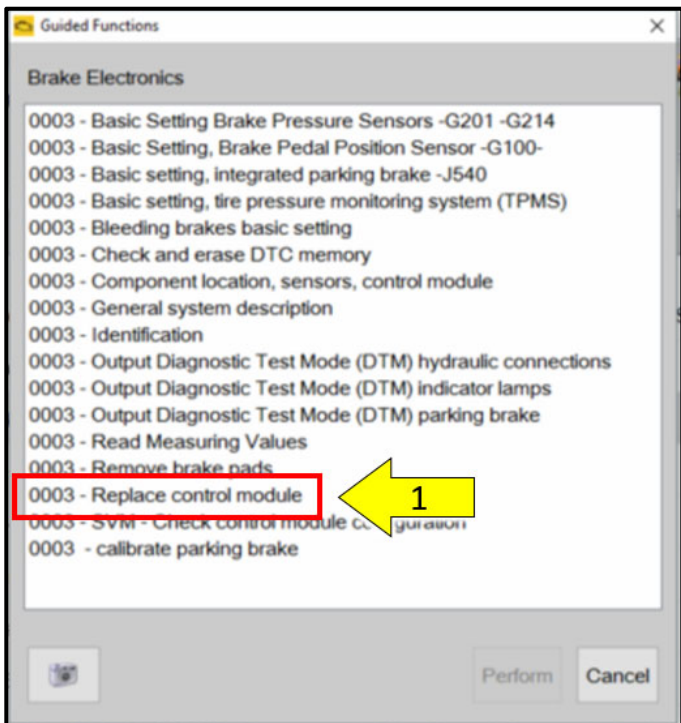 Guided Functions
Brake Electronics
0003 - Basic Setting Brake Pressure Sensors -G201 -G214
0003 - Basic Setting, Brake Pedal Position Sensor -G100-
0003 - Basic setting, integrated parking brake -J540
0003 - Basic setting, tire pressure monitoring system (TPMS)
0003 - Bleeding brakes basic setting
0003 - Check and erase DTC memory
0003 - Component location, sensors, control module
0003 - General system description
0003 - Identification
0003 - Output Diagnostic Test Mode (DTM) hydraulic connections
0003 - Output Diagnostic Test Mode (DTM) indicator lamps
0003 - Output Diagnostic Test Mode (DTM) parking brake
0003 - Read Measuring Values
0003 - Remove brake pads
0003 - Replace control module
1
0003 - SVM - Check control module
0003 - calibrate parking brake
Perform
Cancel